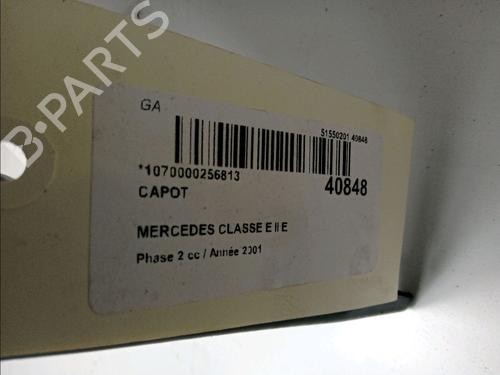 B-PARTS
GA
51550201 40848
*1070000256813
40848
CAPOT
MERCEDES CLASSE E II E
Phase 2 cc / Année 2001